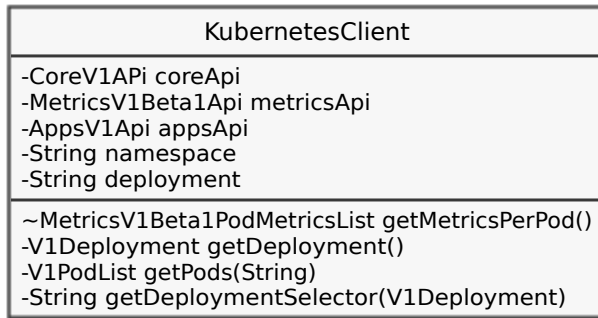 KubernetesClient
-CoreV1APi coreApi
-MetricsV1Beta1Api metricsApi
-AppsV1Api appsApi
-String namespace
-String deployment
~MetricsV1Beta1PodMetricsList getMetricsPerPod()
-V1Deployment getDeployment()
-V1PodList getPods(String)
-String getDeploymentSelector(V1Deployment)